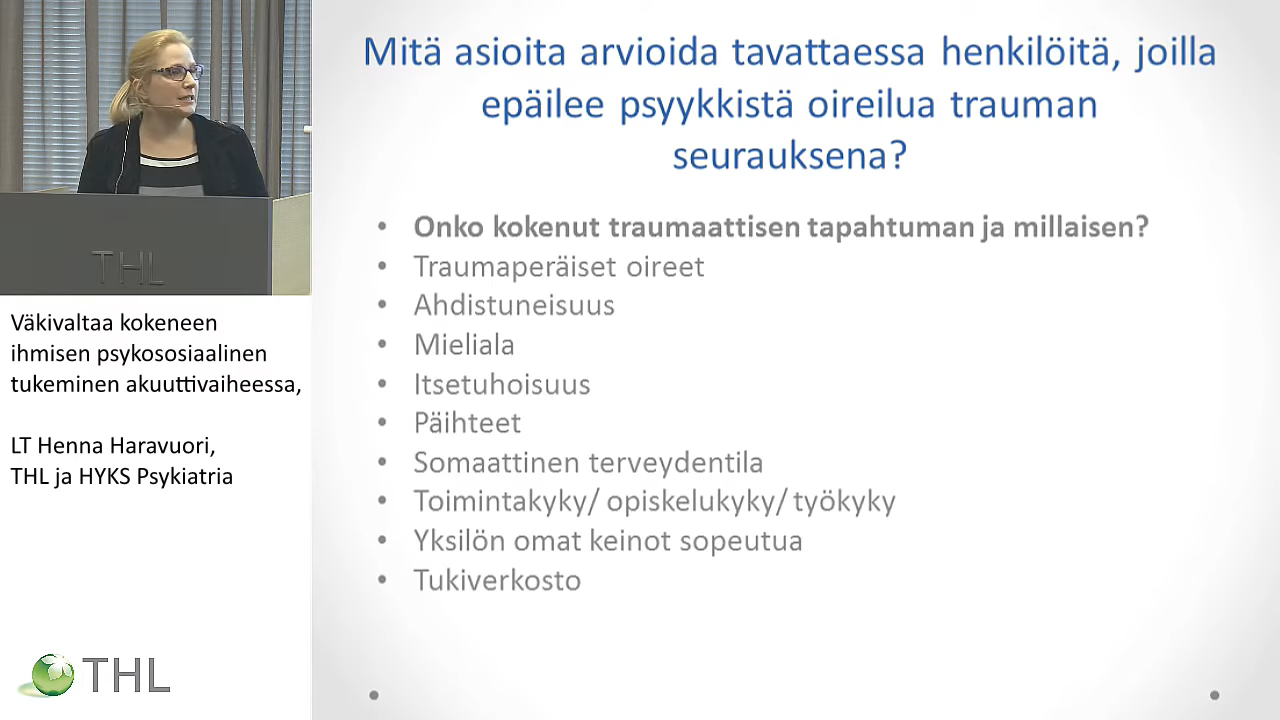 THL
Väkivaltaa kokeneen
ihmisen psykososiaalinen
tukeminen akuuttivaiheessa,
LT Henna Haravuori,
THL ja HYKS Psykiatria
THL
Mitä asioita arvioida tavattaessa henkilöitä, joilla
epäilee psyykkistä oireilua trauman
seurauksena?
• Onko kokenut traumaattisen tapahtuman ja millaisen?
• Traumaperäiset oireet
• Ahdistuneisuus
• Mieliala
• Itsetuhoisuus
• Päihteet
• Somaattinen terveydentila
• Toimintakyky/ opiskelukyky/ työkyky
• Yksilön omat keinot sopeutua
• Tukiverkosto